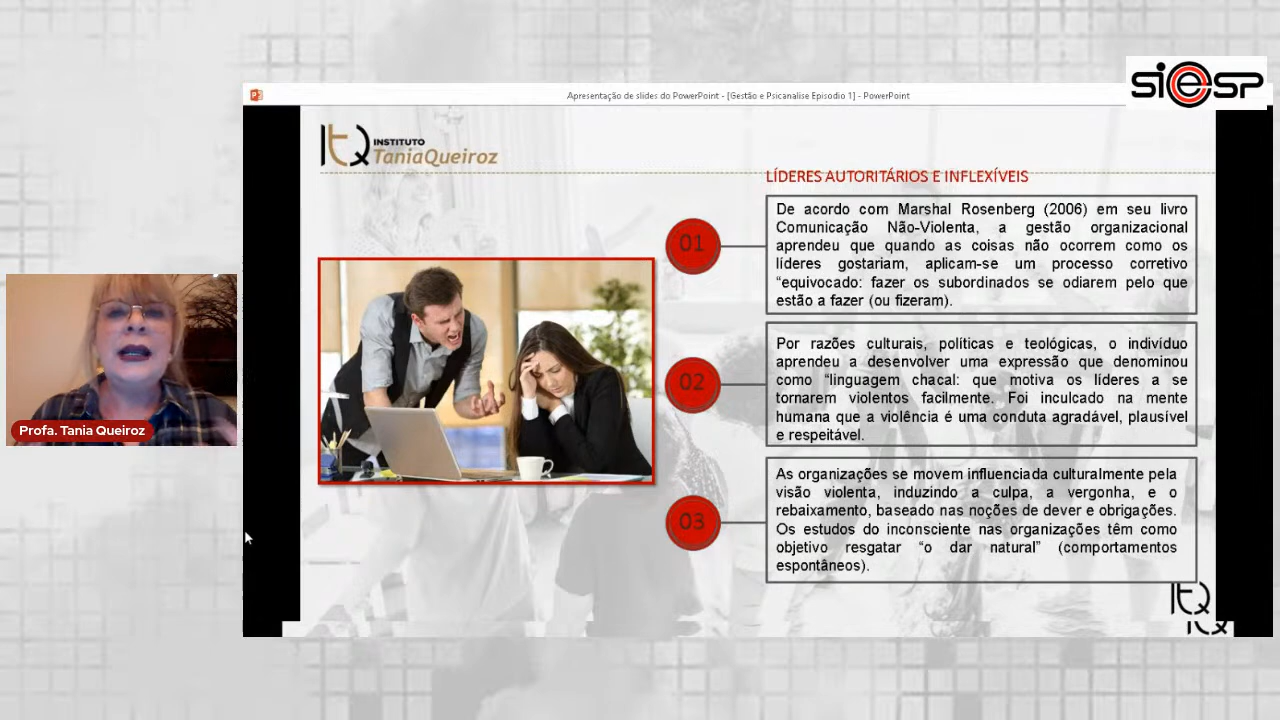 siesp
Apresentação de slides do PowerPoint - [Gestão e Psicanalise Episodio 1] - PowerPoint
ITQ INSTITUTO
TaniaQueiroz
LÍDERES AUTORITÁRIOS E INFLEXÍVEIS
01
De acordo com Marshal Rosenberg (2006) em seu livro
Comunicação Não-Violenta, a gestão organizacional
aprendeu que quando as coisas não ocorrem como os
líderes gostariam, aplicam-se um processo corretivo
“equivocado: fazer os subordinados se odiarem pelo que
estão a fazer (ou fizeram).
02
Por razões culturais, políticas e teológicas, o indivíduo
aprendeu a desenvolver uma expressão que denominou
como “linguagem chacal: que motiva os líderes a se
tornarem violentos facilmente. Foi inculcado na mente
humana que a violência é uma conduta agradável, plausível
e respeitável.
03
As organizações se movem influenciada culturalmente pela
visão violenta, induzindo a culpa, a vergonha, e o
rebaixamento, baseado nas noções de dever e obrigações.
Os estudos do inconsciente nas organizações têm como
objetivo resgatar “o dar natural” (comportamentos
espontâneos).
Profa. Tania Queiroz
ITQ